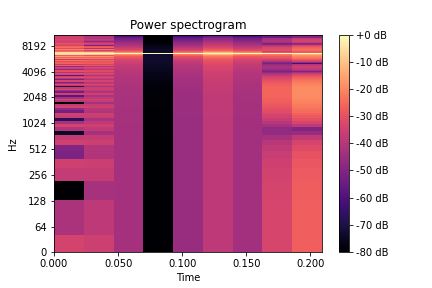 Power spectrogram
Hz
8192
4096
2048
1024
512
256
128
64
0
0.000 0.050 0.100 0.150 0.200
Time
+0 dB
-10 dB
-20 dB
-30 dB
-40 dB
-50 dB
-60 dB
-70 dB
-80 dB